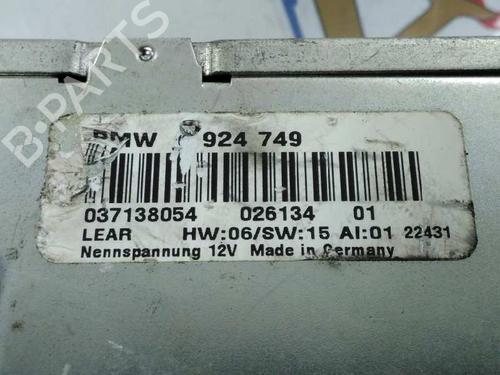 B-PARTS
BMW 924 749
037138054 026134 01
LEAR HW:06/SW:15 AI:01 22431
Nennspannung 12V Made in Germany